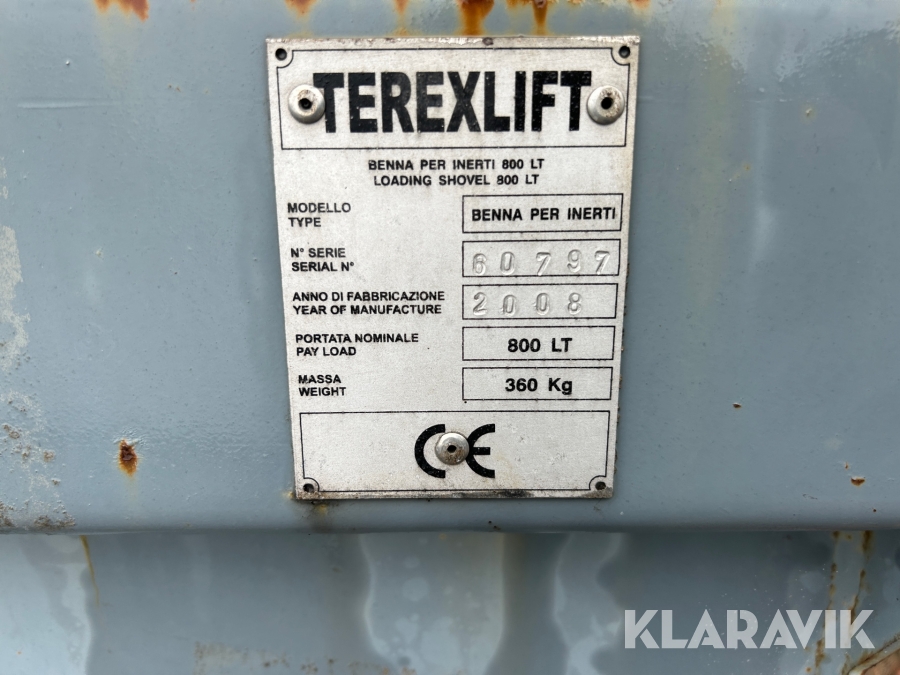 TEREXLIFT
BENNA PER INERTI 800 LT
LOADING SHOVEL 800 LT
MODELLO
TYPE
BENNA PER INERTI
N° SERIE
SERIAL N°
60797
ANNO DI FABBRICAZIONE
YEAR OF MANUFACTURE
2008
PORTATA NOMINALE
PAY LOAD
800 LT
MASSA
WEIGHT
360 Kg
CE
KLARAVIK